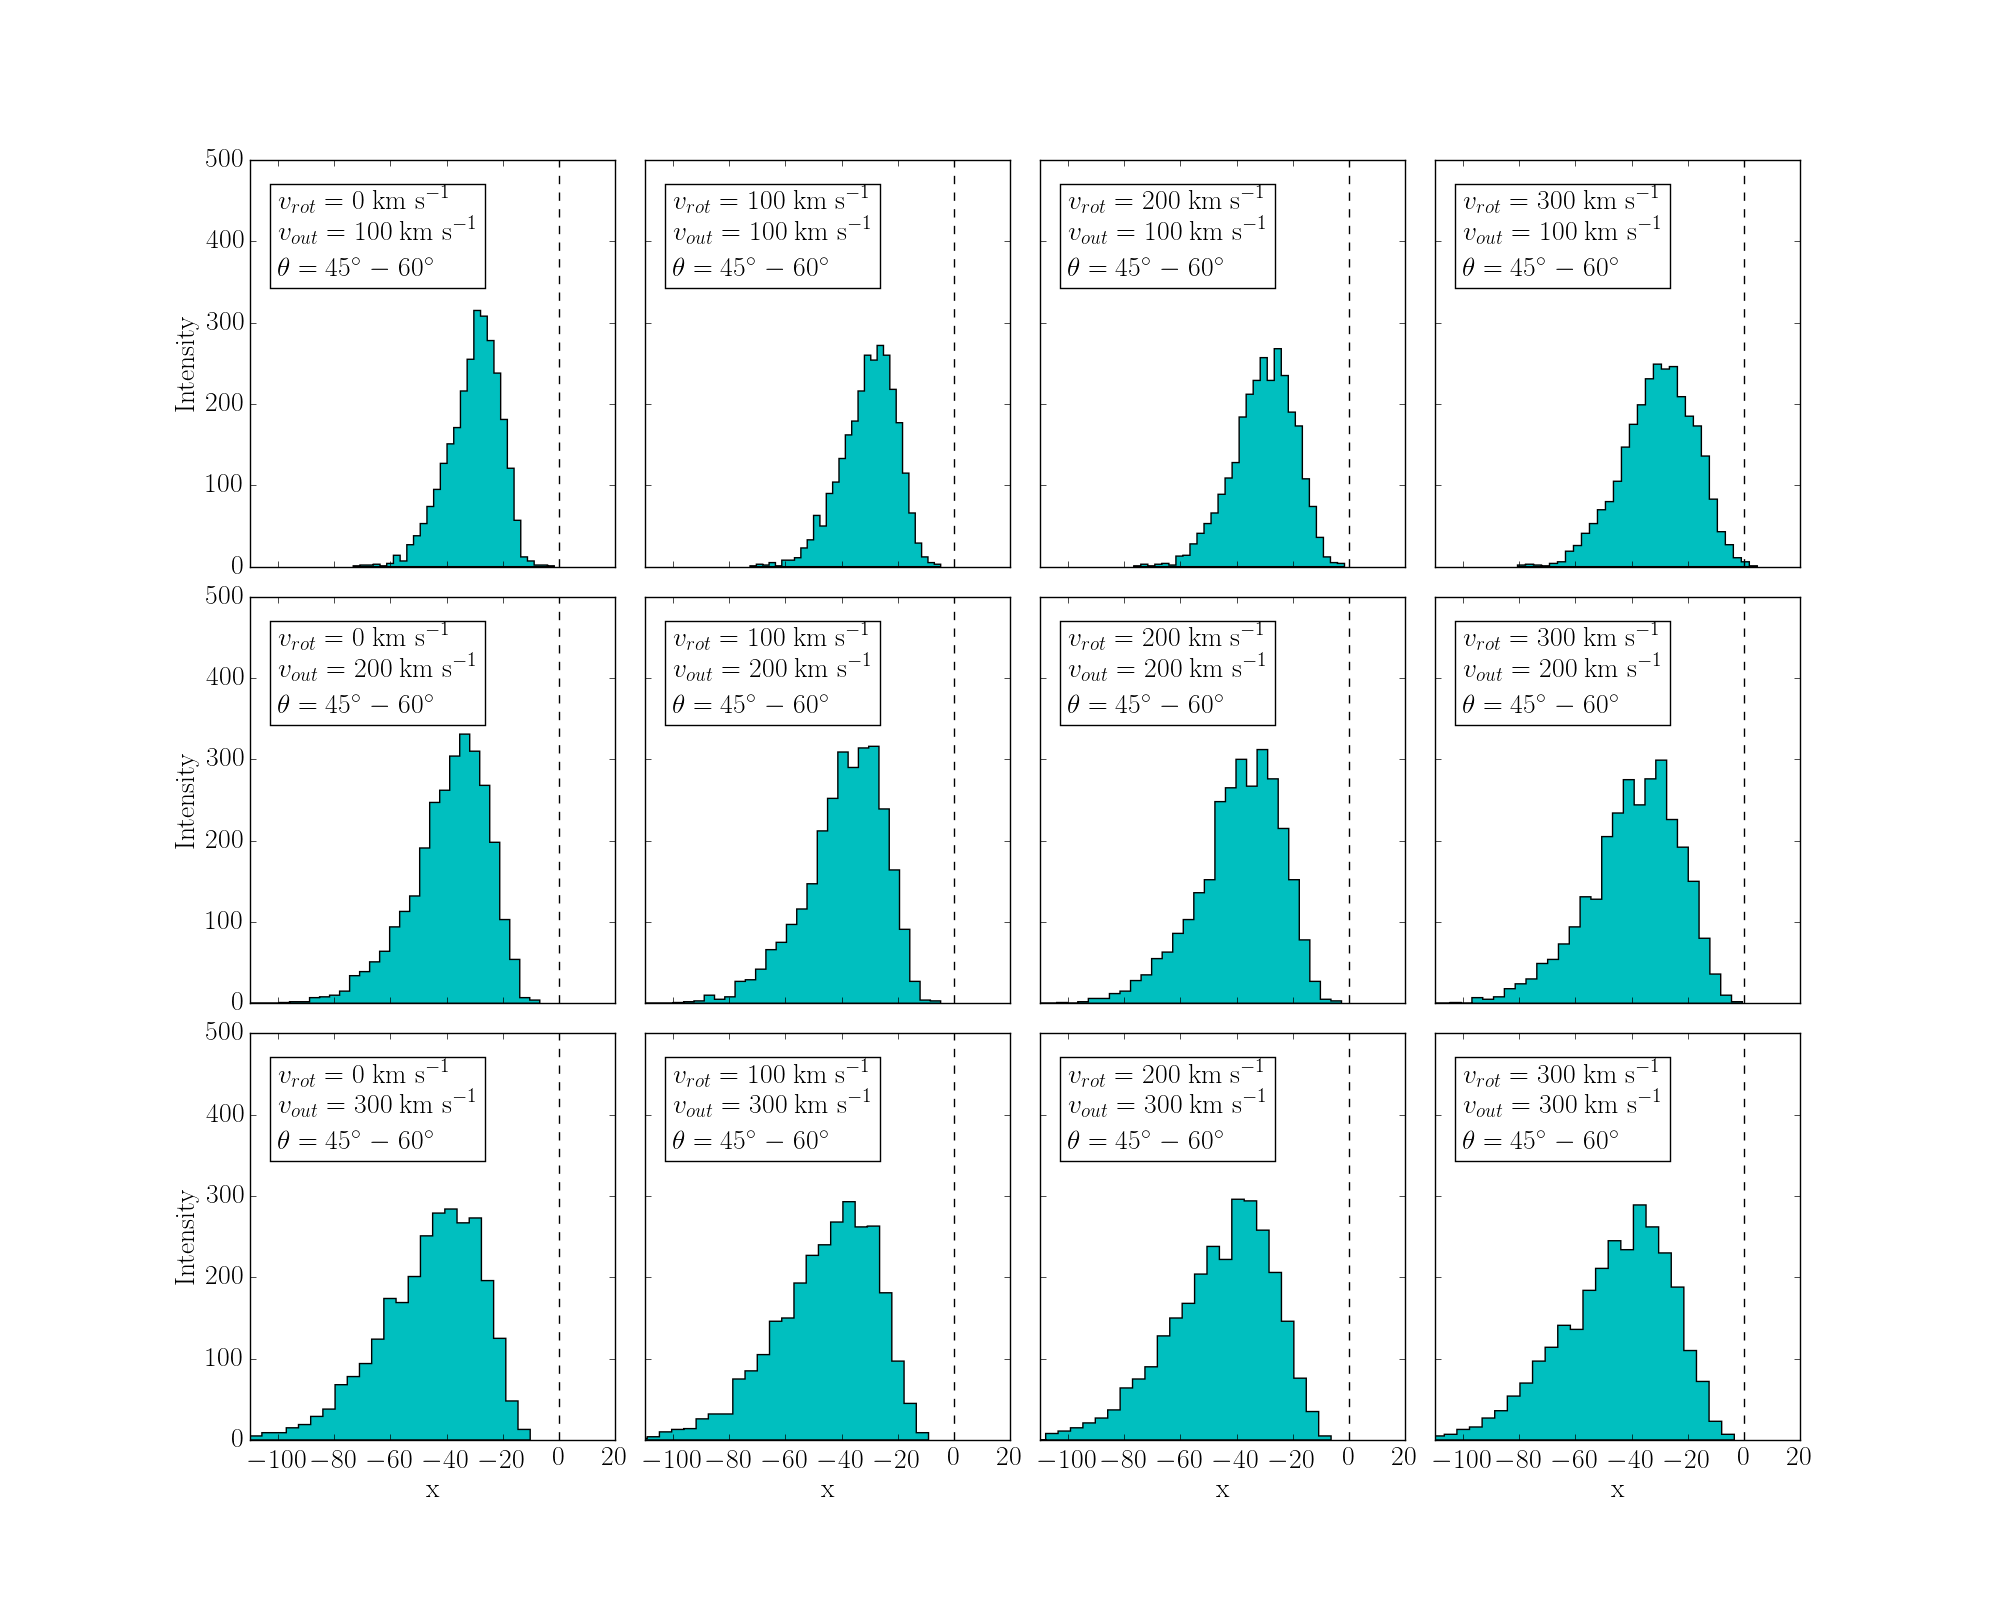 500
400
300
200
100
0
Intensity
v_rot = 0 km s⁻¹
v_out = 100 km s⁻¹
θ = 45° − 60°
v_rot = 100 km s⁻¹
v_out = 100 km s⁻¹
θ = 45° − 60°
v_rot = 200 km s⁻¹
v_out = 100 km s⁻¹
θ = 45° − 60°
v_rot = 300 km s⁻¹
v_out = 100 km s⁻¹
θ = 45° − 60°
500
400
300
200
100
0
Intensity
v_rot = 0 km s⁻¹
v_out = 200 km s⁻¹
θ = 45° − 60°
v_rot = 100 km s⁻¹
v_out = 200 km s⁻¹
θ = 45° − 60°
v_rot = 200 km s⁻¹
v_out = 200 km s⁻¹
θ = 45° − 60°
v_rot = 300 km s⁻¹
v_out = 200 km s⁻¹
θ = 45° − 60°
500
400
300
200
100
0
Intensity
v_rot = 0 km s⁻¹
v_out = 300 km s⁻¹
θ = 45° − 60°
v_rot = 100 km s⁻¹
v_out = 300 km s⁻¹
θ = 45° − 60°
v_rot = 200 km s⁻¹
v_out = 300 km s⁻¹
θ = 45° − 60°
v_rot = 300 km s⁻¹
v_out = 300 km s⁻¹
θ = 45° − 60°
−100 −80 −60 −40 −20 0 20
x
−100 −80 −60 −40 −20 0 20
x
−100 −80 −60 −40 −20 0 20
x
−100 −80 −60 −40 −20 0 20
x